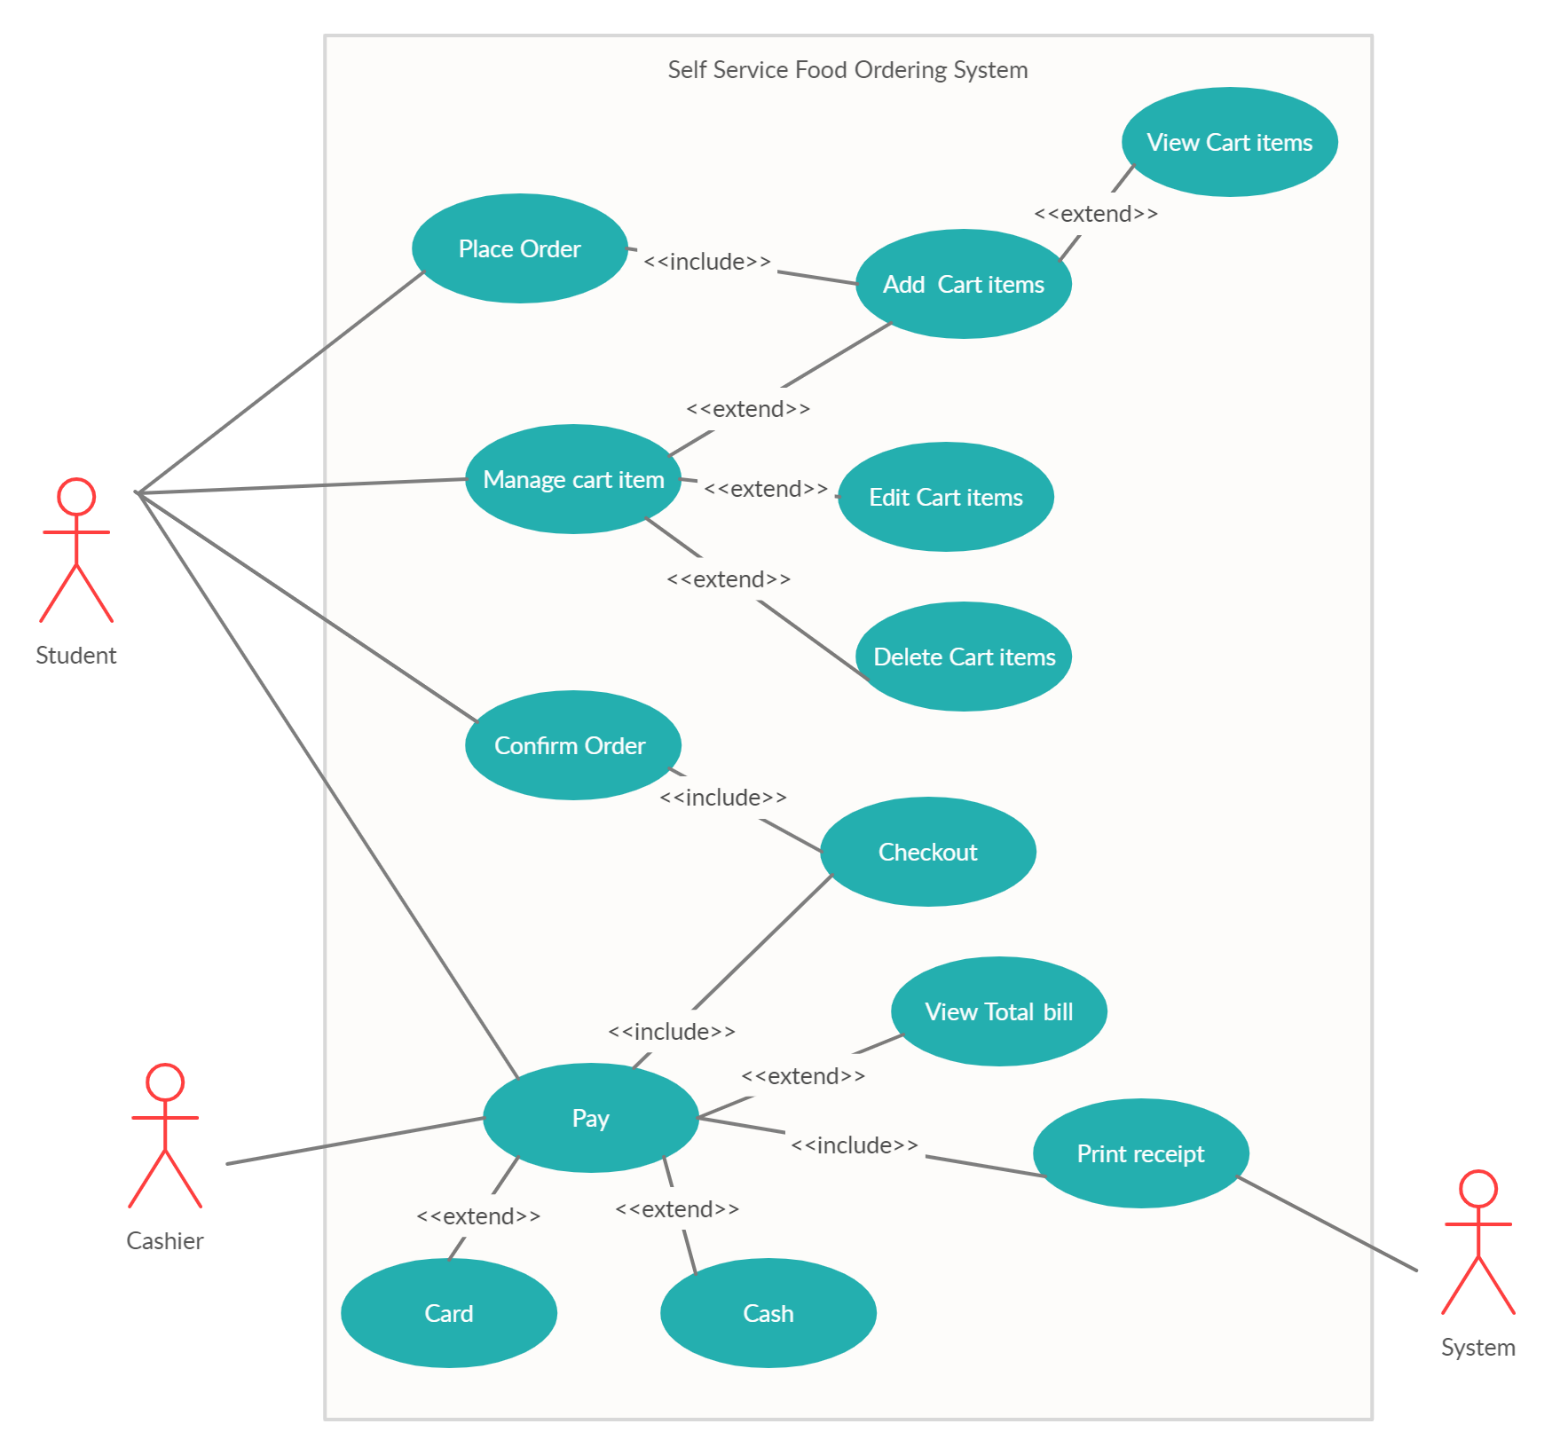 Self Service Food Ordering System
View Cart items
<<extend>>
Place Order
<<include>>
Add Cart items
<<extend>>
Manage cart item
<<extend>>
Edit Cart items
<<extend>>
Delete Cart items
Student
Confirm Order
<<include>>
Checkout
View Total bill
<<include>>
<<extend>>
Pay
<<include>>
Print receipt
<<extend>>
<<extend>>
Cashier
Card
Cash
System